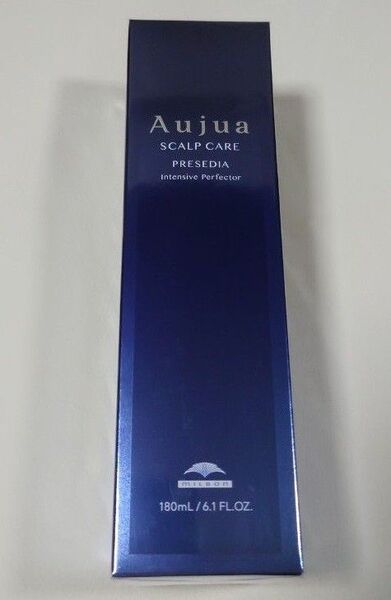 Aujua
SCALP CARE
PRESEDIA
Intensive Perfector
MILBON
180mL / 6.1 FL.OZ.